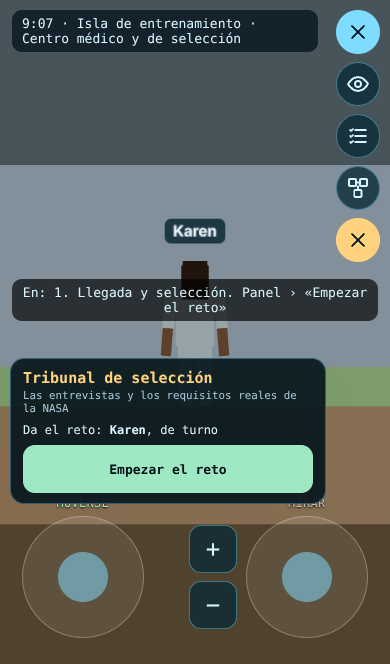 9:07 · Isla de entrenamiento ·
Centro médico y de selección
Karen
En: 1. Llegada y selección. Panel › «Empezar
el reto»
Tribunal de selección
Las entrevistas y los requisitos reales de
la NASA
Da el reto: Karen, de turno
Empezar el reto
MOVERSE
MIRAR
+
−